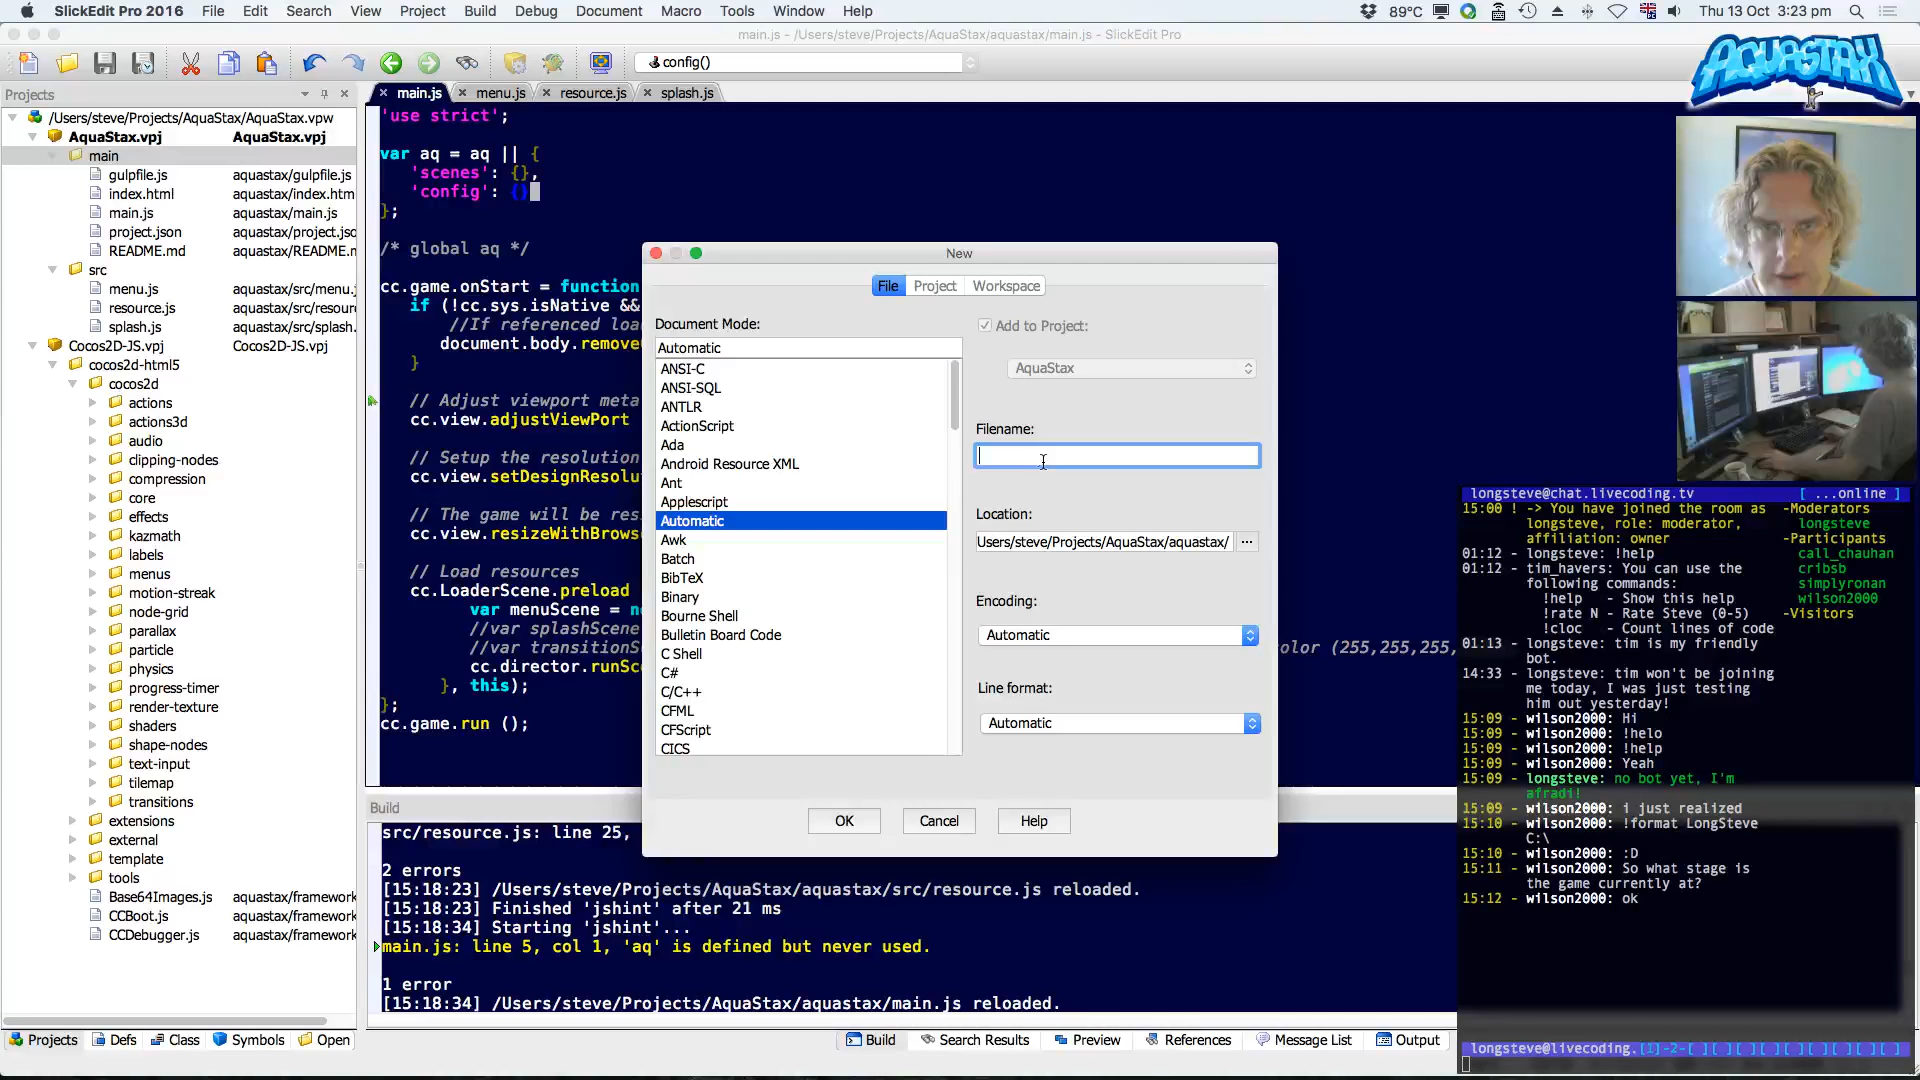 SlickEdit Pro 2016 File Edit Search View Project Build Debug Document Macro Tools Window Help 89°C Thu 13 Oct 3:23 pm
main.js - /Users/steve/Projects/AquaStax/aquastax/main.js - SlickEdit Pro
config()
AQUASTAX
Projects
main.js menu.js resource.js splash.js
/Users/steve/Projects/AquaStax/AquaStax.vpw
AquaStax.vpj AquaStax.vpj
main
gulpfile.js aquastax/gulpfile.js
index.html aquastax/index.htm
main.js aquastax/main.js
project.json aquastax/project.jso
README.md aquastax/README.m
src
menu.js aquastax/src/menu.j
resource.js aquastax/src/resour
splash.js aquastax/src/splash.
Cocos2D-JS.vpj Cocos2D-JS.vpj
cocos2d-html5
cocos2d
actions
actions3d
audio
clipping-nodes
compression
core
effects
kazmath
labels
menus
motion-streak
node-grid
parallax
particle
physics
progress-timer
render-texture
shaders
shape-nodes
text-input
tilemap
transitions
extensions
external
template
tools
Base64Images.js aquastax/framework
CCBoot.js aquastax/framework
CCDebugger.js aquastax/framework
Projects Defs Class Symbols Open
'use strict';
var aq = aq || {
'scenes': {},
'config': {}
};
/* global aq */
cc.game.onStart = function
if (!cc.sys.isNative &&
//If referenced loa
document.body.remove
}
// Adjust viewport meta
cc.view.adjustViewPort
// Setup the resolution
cc.view.setDesignResolu
// The game will be res
cc.view.resizeWithBrows
// Load resources
cc.LoaderScene.preload
var menuScene = ne
//var splashScene
//var transitionS color (255,255,255,
cc.director.runSc
}, this);
};
cc.game.run ();
New
File Project Workspace
Document Mode:
Automatic
ANSI-C
ANSI-SQL
ANTLR
ActionScript
Ada
Android Resource XML
Ant
Applescript
Automatic
Awk
Batch
BibTeX
Binary
Bourne Shell
Bulletin Board Code
C Shell
C#
C/C++
CFML
CFScript
CICS
Add to Project:
AquaStax
Filename:
Location:
Users/steve/Projects/AquaStax/aquastax/ ...
Encoding:
Automatic
Line format:
Automatic
OK Cancel Help
Build
src/resource.js: line 25,
2 errors
[15:18:23] /Users/steve/Projects/AquaStax/aquastax/src/resource.js reloaded.
[15:18:23] Finished 'jshint' after 21 ms
[15:18:34] Starting 'jshint'...
main.js: line 5, col 1, 'aq' is defined but never used.
1 error
[15:18:34] /Users/steve/Projects/AquaStax/aquastax/main.js reloaded.
Build Search Results Preview References Message List Output
longsteve@chat.livecoding.tv [ ...online ]
15:00 ! -> You have joined the room as
longsteve, role: moderator,
affiliation: owner
01:12 - longsteve: !help
01:12 - tim_havers: You can use the
following commands:
!help - Show this help
!rate N - Rate Steve (0-5)
!cloc - Count lines of code
01:13 - longsteve: tim is my friendly
bot.
14:33 - longsteve: tim won't be joining
me today, I was just testing
him out yesterday!
15:09 - wilson2000: Hi
15:09 - wilson2000: !helo
15:09 - wilson2000: !help
15:09 - wilson2000: Yeah
15:09 - longsteve: no bot yet, I'm
afradi!
15:09 - wilson2000: i just realized
15:10 - wilson2000: !format LongSteve
C:\
15:10 - wilson2000: :D
15:11 - wilson2000: So what stage is
the game currently at?
15:12 - wilson2000: ok
-Moderators
longsteve
-Participants
call_chauhan
cribsb
simplyronan
wilson2000
-Visitors
longsteve@livecoding.[1]-2-[ ][ ][ ][ ][ ][ ][ ][ ][ ][ ][ ]